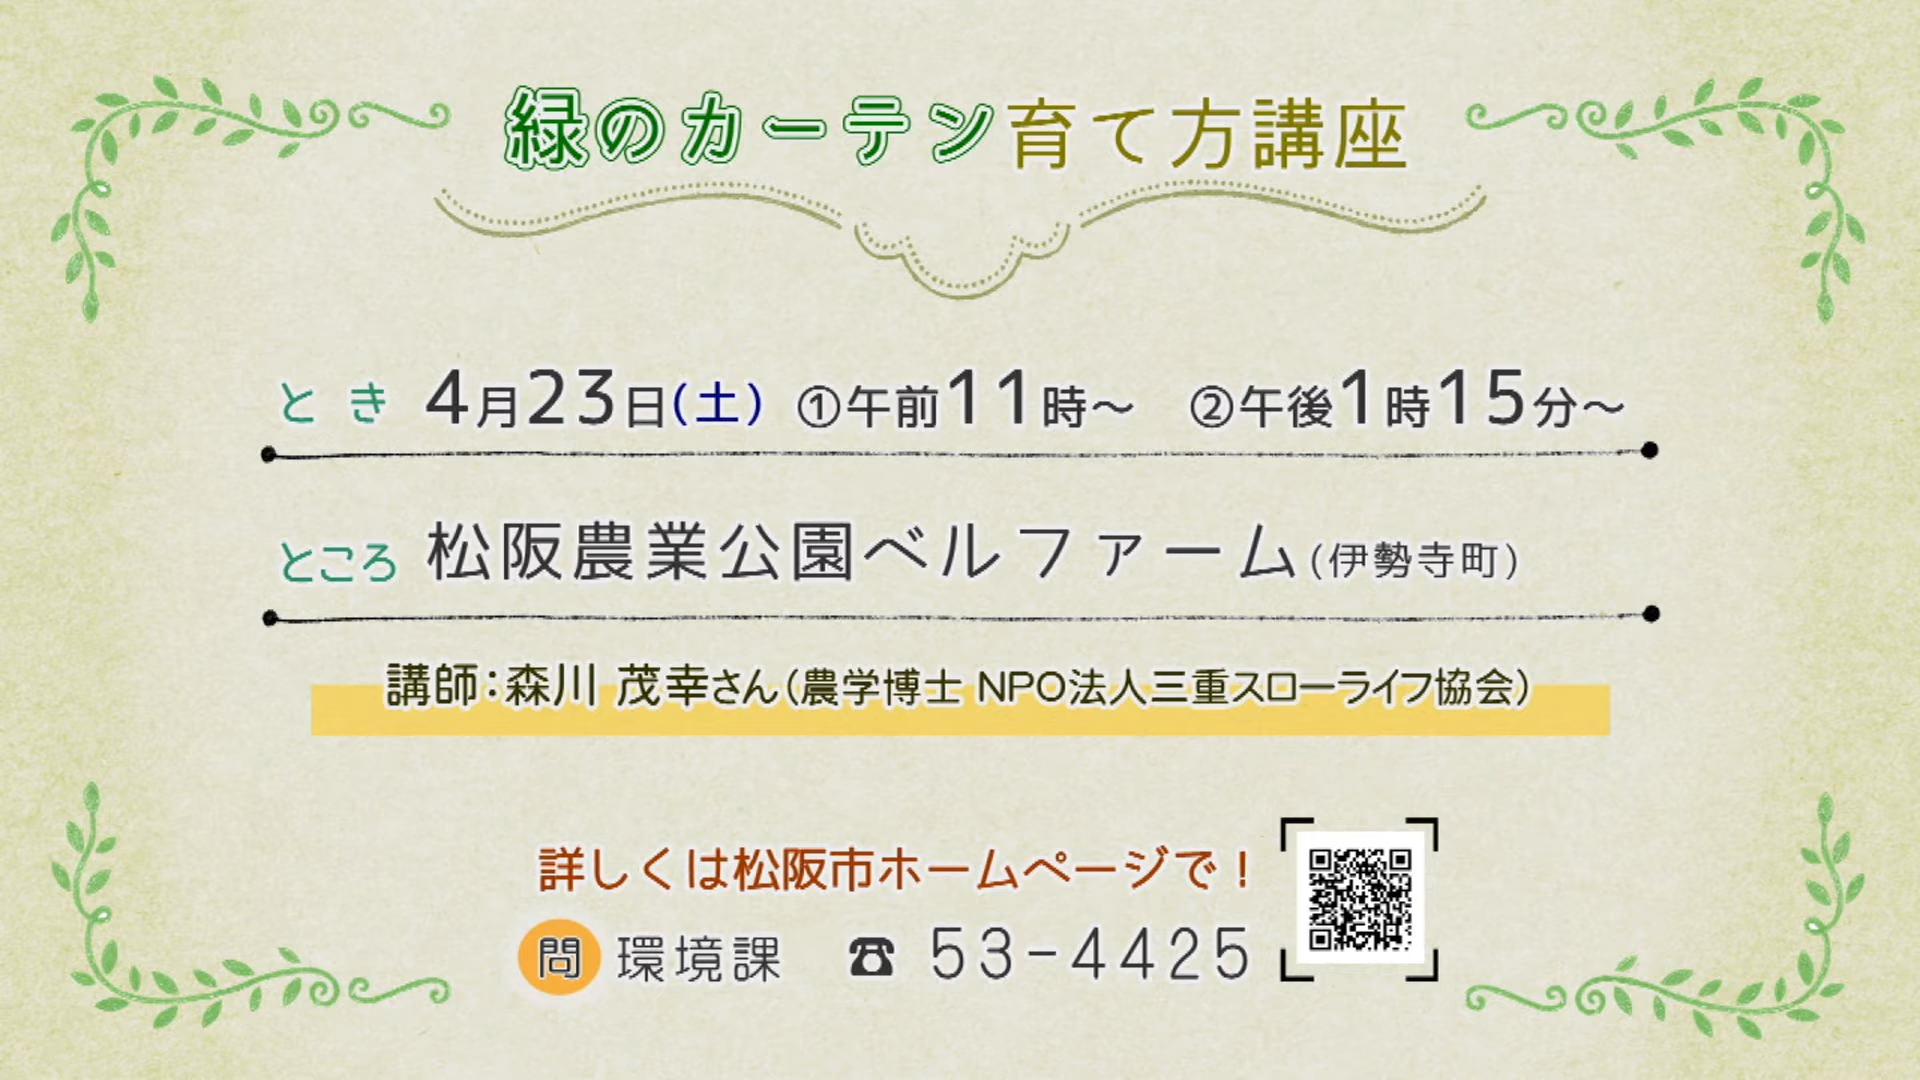 緑のカーテン育て方講座
とき 4月23日(土) ①午前11時～ ②午後1時15分～
ところ 松阪農業公園ベルファーム(伊勢寺町)
講師：森川 茂幸さん(農学博士 NPO法人三重スローライフ協会)
詳しくは松阪市ホームページで！
問 環境課 ☎ 53-4425